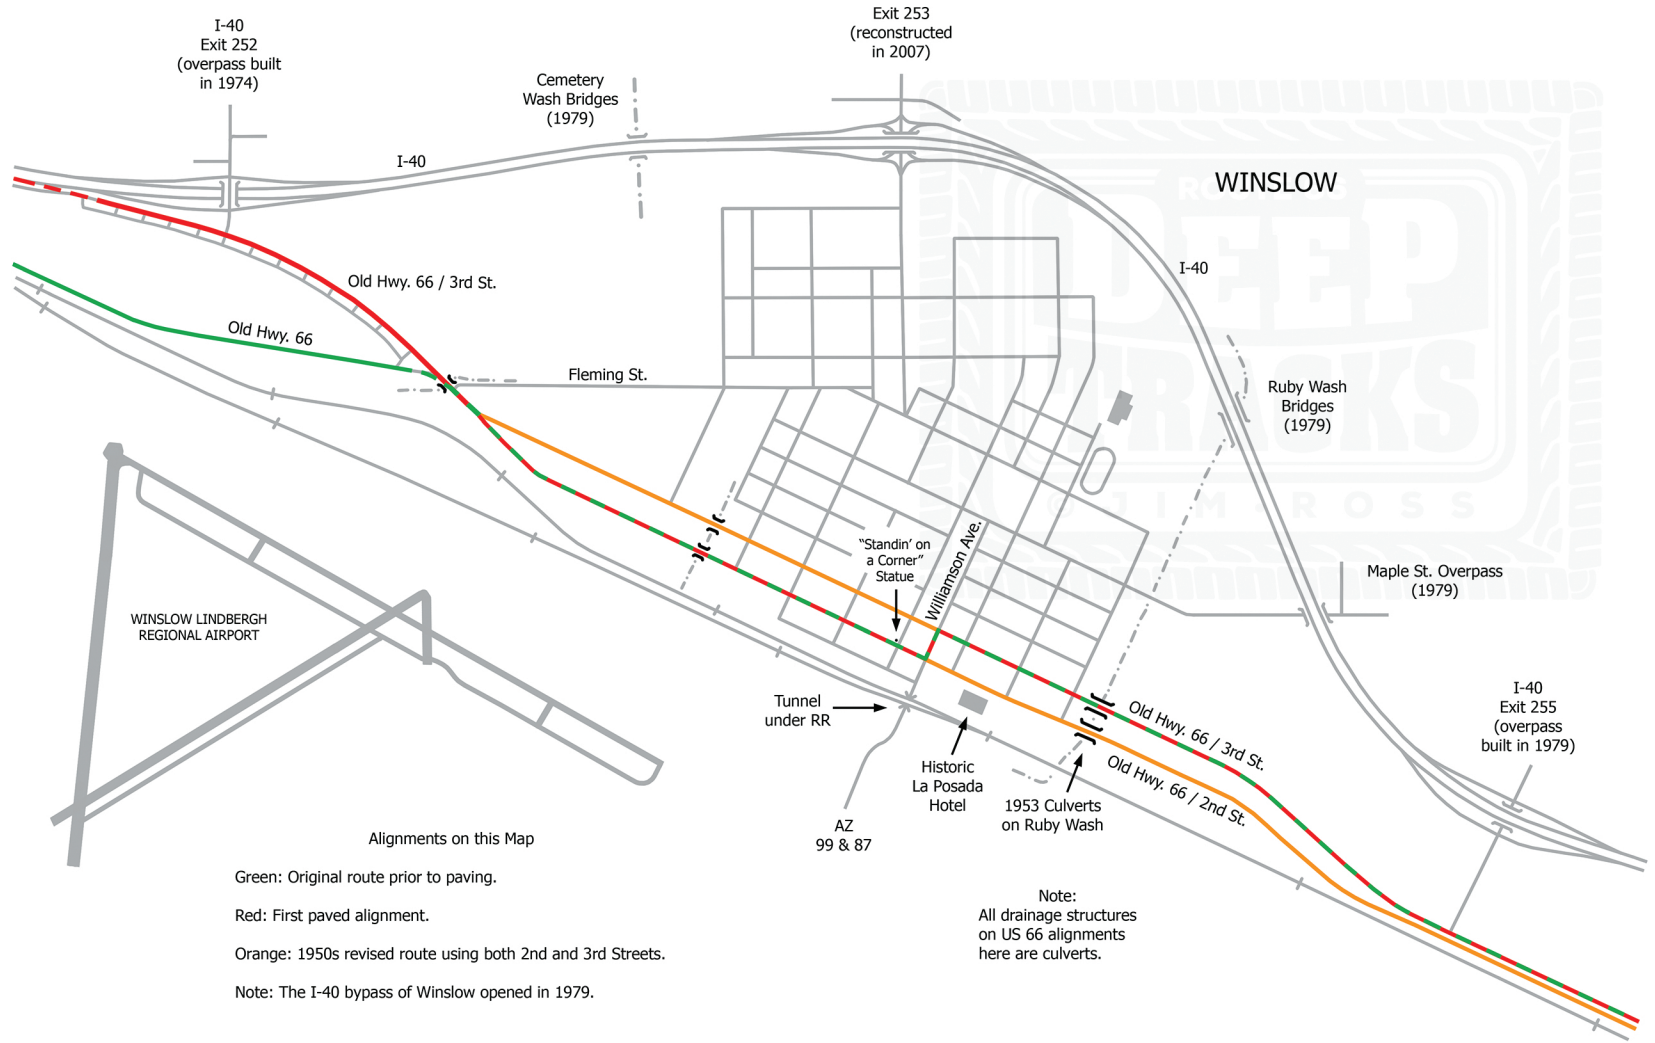 I-40
Exit 252
(overpass built
in 1974)
Exit 253
(reconstructed
in 2007)
Cemetery
Wash Bridges
(1979)
I-40
WINSLOW
ROUTE 66
DEEP
TRACKS
© JIM ROSS
I-40
Old Hwy. 66 / 3rd St.
Old Hwy. 66
Fleming St.
Ruby Wash
Bridges
(1979)
"Standin' on
a Corner"
Statue
Williamson Ave.
Maple St. Overpass
(1979)
WINSLOW LINDBERGH
REGIONAL AIRPORT
Tunnel
under RR
Old Hwy. 66 / 3rd St.
Old Hwy. 66 / 2nd St.
I-40
Exit 255
(overpass
built in 1979)
Historic
La Posada
Hotel
1953 Culverts
on Ruby Wash
AZ
99 & 87
Alignments on this Map
Green: Original route prior to paving.
Red: First paved alignment.
Orange: 1950s revised route using both 2nd and 3rd Streets.
Note: The I-40 bypass of Winslow opened in 1979.
Note:
All drainage structures
on US 66 alignments
here are culverts.